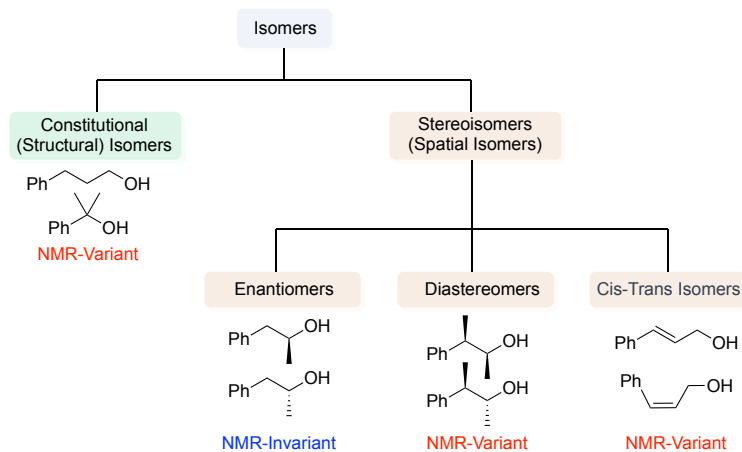 Isomers
Constitutional
(Structural) Isomers
Stereoisomers
(Spatial Isomers)
Ph
OH
Ph
OH
NMR-Variant
Enantiomers
Diastereomers
Cis-Trans Isomers
Ph
OH
Ph
OH
Ph
OH
Ph
OH
Ph
OH
Ph
OH
NMR-Invariant
NMR-Variant
NMR-Variant